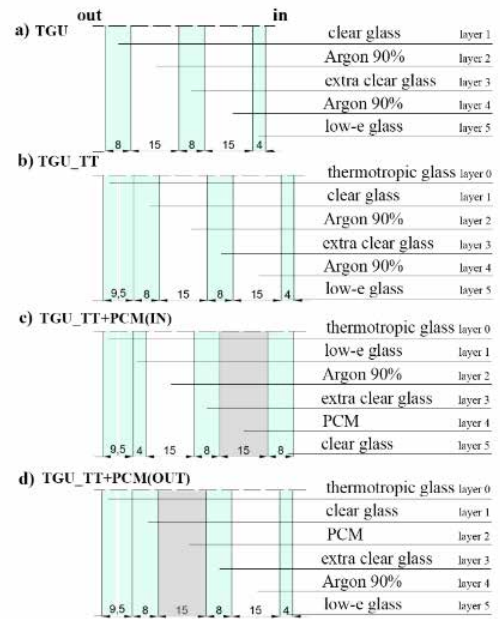 out in
a) TGU
clear glass layer 1
Argon 90% layer 2
extra clear glass layer 3
Argon 90% layer 4
low-e glass layer 5
8 15 8 15 4
b) TGU_TT
thermotropic glass layer 0
clear glass layer 1
Argon 90% layer 2
extra clear glass layer 3
Argon 90% layer 4
low-e glass layer 5
9,5 8 15 8 15 4
c) TGU_TT+PCM(IN)
thermotropic glass layer 0
low-e glass layer 1
Argon 90% layer 2
extra clear glass layer 3
PCM layer 4
clear glass layer 5
9,5 4 15 8 15 8
d) TGU_TT+PCM(OUT)
thermotropic glass layer 0
clear glass layer 1
PCM layer 2
extra clear glass layer 3
Argon 90% layer 4
low-e glass layer 5
9,5 8 15 8 15 4